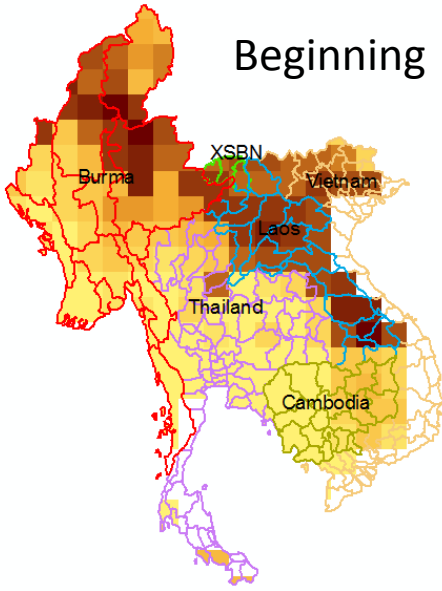 Beginning
XSBN
Burma
Vietnam
Laos
Thailand
Cambodia